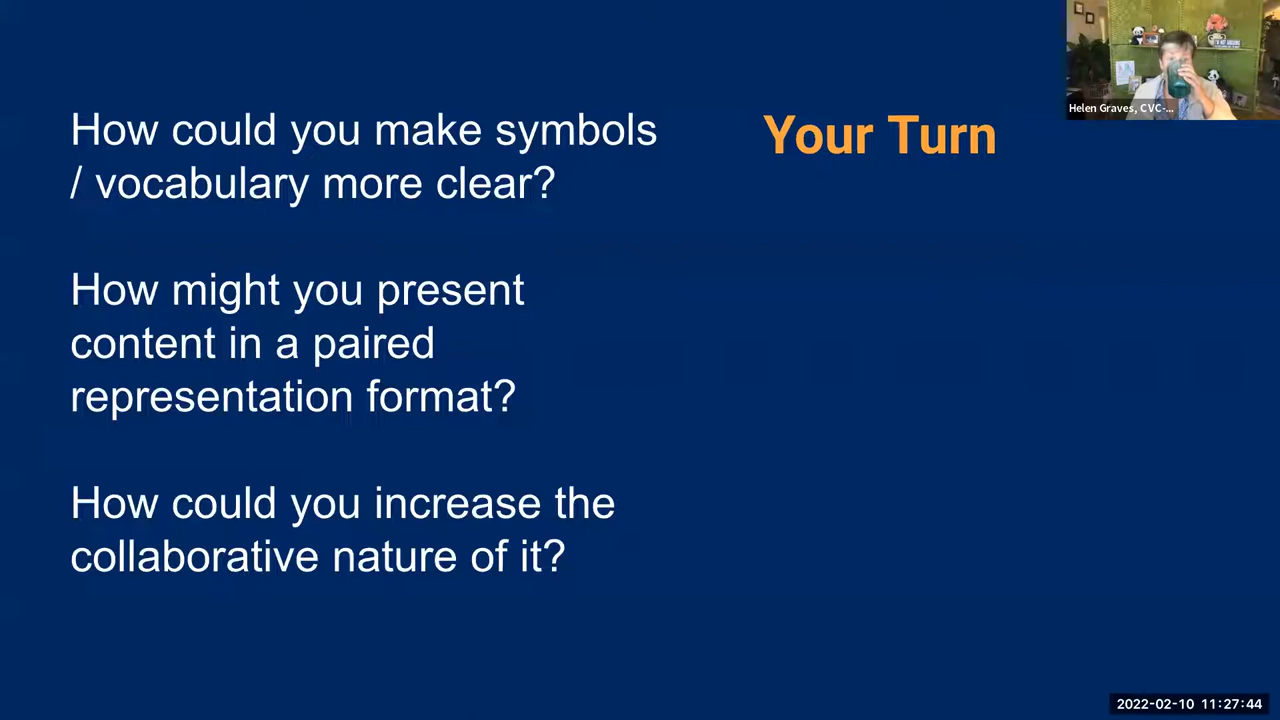 How could you make symbols
/ vocabulary more clear?
How might you present
content in a paired
representation format?
How could you increase the
collaborative nature of it?
Your Turn
Helen Graves, CVC-...
2022-02-10 11:27:44